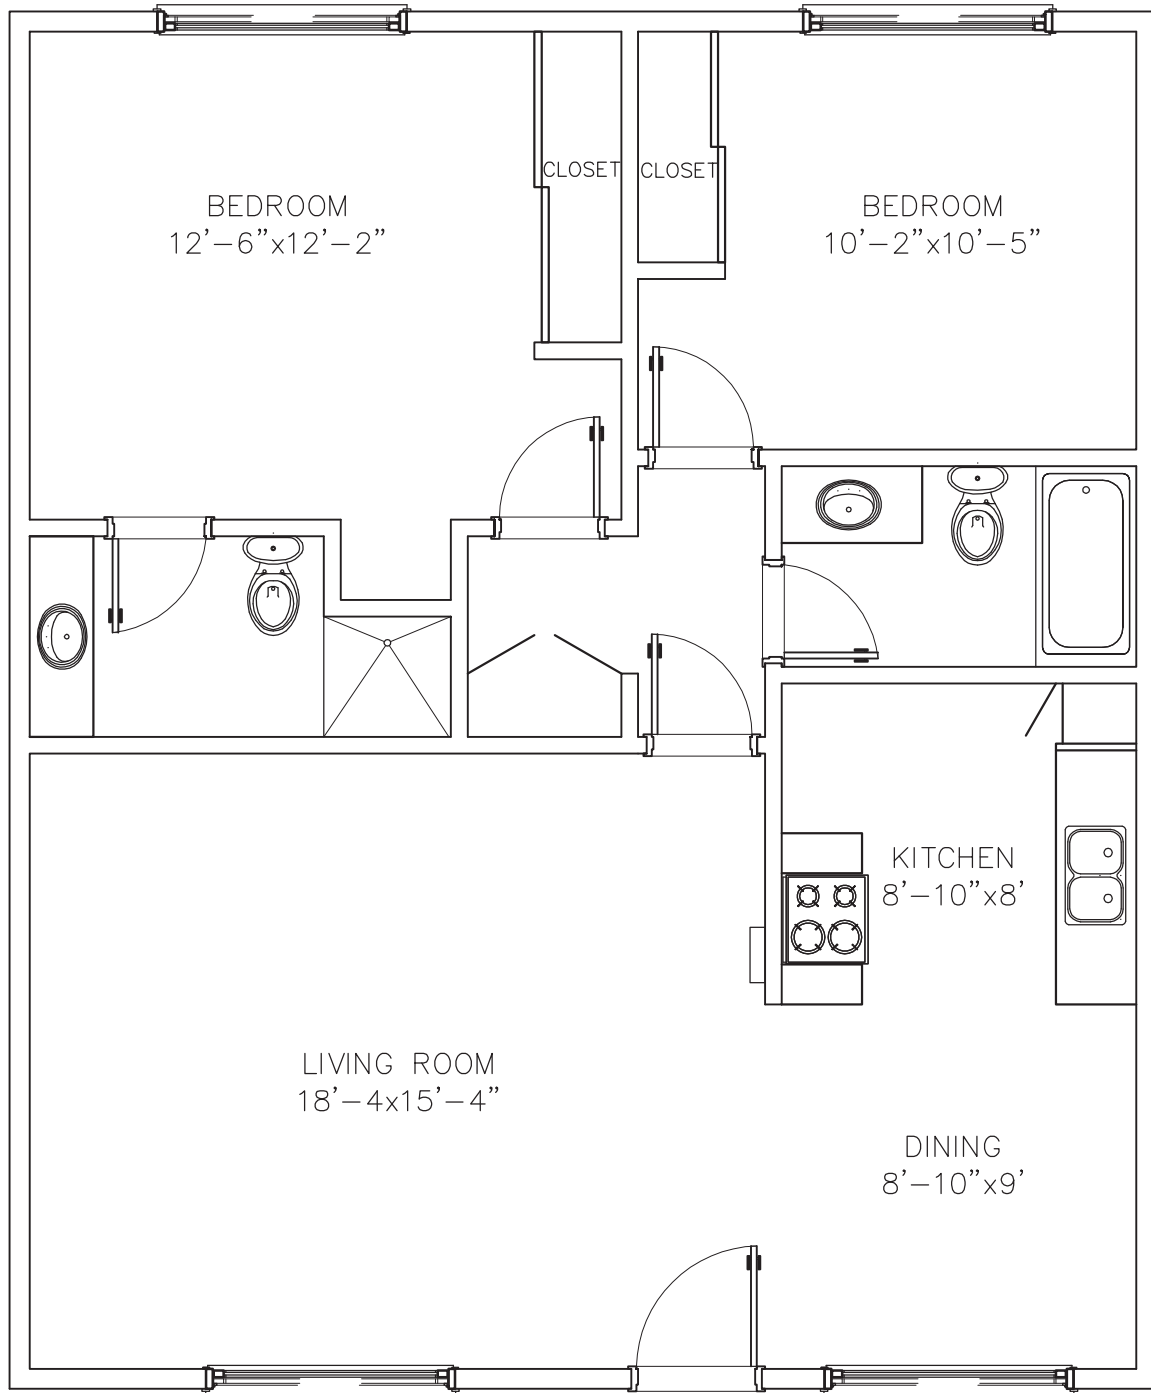 CLOSET
CLOSET
BEDROOM
12'-6"x12'-2"
BEDROOM
10'-2"x10'-5"
KITCHEN
8'-10"x8'
LIVING ROOM
18'-4x15'-4"
DINING
8'-10"x9'